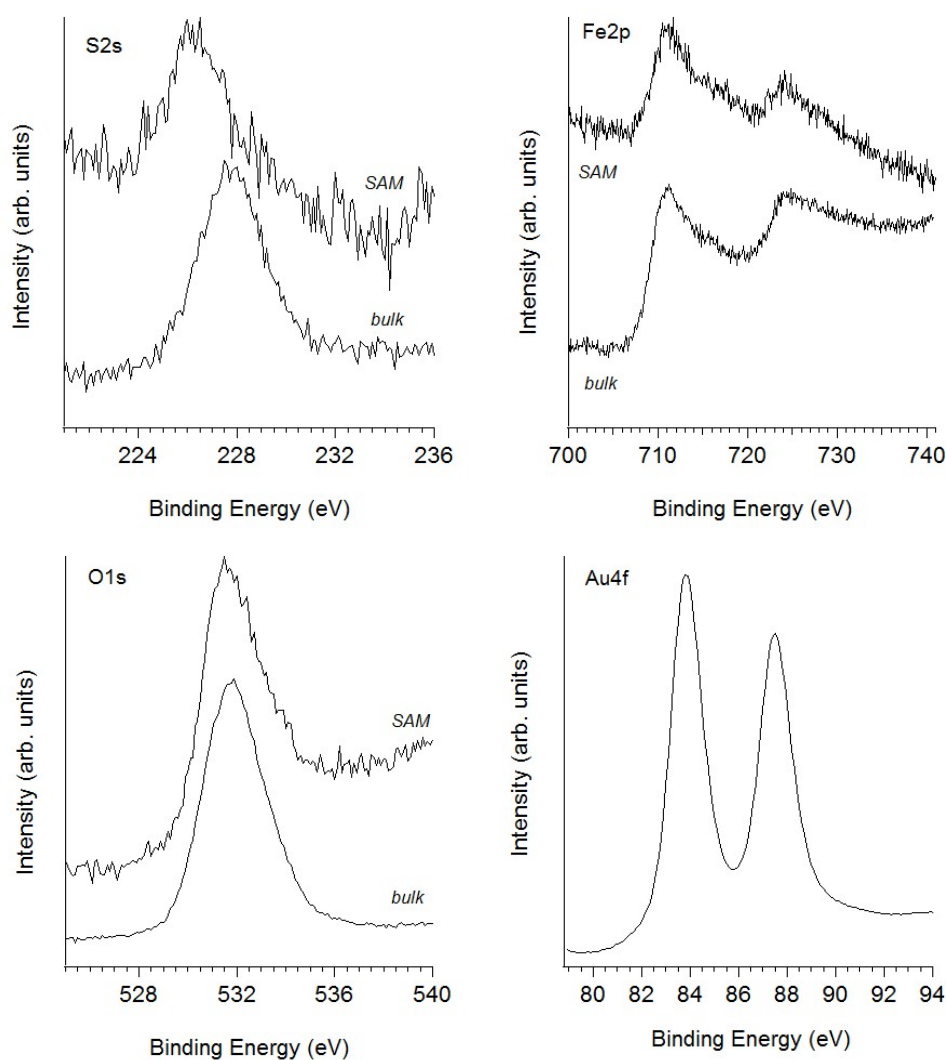 S2s
SAM
bulk
Intensity (arb. units)
224 228 232 236
Binding Energy (eV)
Fe2p
SAM
bulk
Intensity (arb. units)
700 710 720 730 740
Binding Energy (eV)
O1s
SAM
bulk
Intensity (arb. units)
528 532 536 540
Binding Energy (eV)
Au4f
Intensity (arb. units)
80 82 84 86 88 90 92 94
Binding Energy (eV)